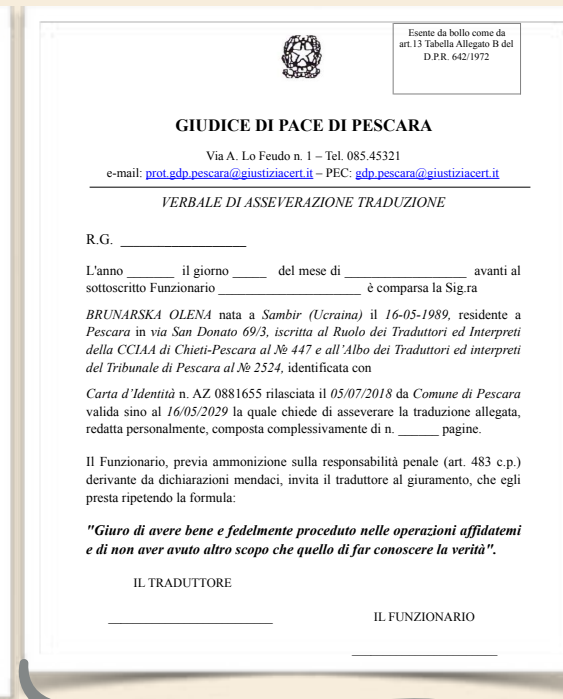 Esente da bollo come da
art.13 Tabella Allegato B del
D.P.R. 642/1972
GIUDICE DI PACE DI PESCARA
Via A. Lo Feudo n. 1 – Tel. 085.45321
e-mail: prot.gdp.pescara@giustiziacert.it – PEC: gdp.pescara@giustiziacert.it
VERBALE DI ASSEVERAZIONE TRADUZIONE
R.G. __________________
L'anno _______ il giorno _____ del mese di __________________ avanti al
sottoscritto Funzionario _____________________ è comparsa la Sig.ra
BRUNARSKA OLENA nata a Sambir (Ucraina) il 16-05-1989, residente a
Pescara in via San Donato 69/3, iscritta al Ruolo dei Traduttori ed Interpreti
della CCIAA di Chieti-Pescara al № 447 e all'Albo dei Traduttori ed interpreti
del Tribunale di Pescara al № 2524, identificata con
Carta d'Identità n. AZ 0881655 rilasciata il 05/07/2018 da Comune di Pescara
valida sino al 16/05/2029 la quale chiede di asseverare la traduzione allegata,
redatta personalmente, composta complessivamente di n. ______ pagine.
Il Funzionario, previa ammonizione sulla responsabilità penale (art. 483 c.p.)
derivante da dichiarazioni mendaci, invita il traduttore al giuramento, che egli
presta ripetendo la formula:
"Giuro di avere bene e fedelmente proceduto nelle operazioni affidatemi
e di non aver avuto altro scopo che quello di far conoscere la verità".
IL TRADUTTORE
IL FUNZIONARIO